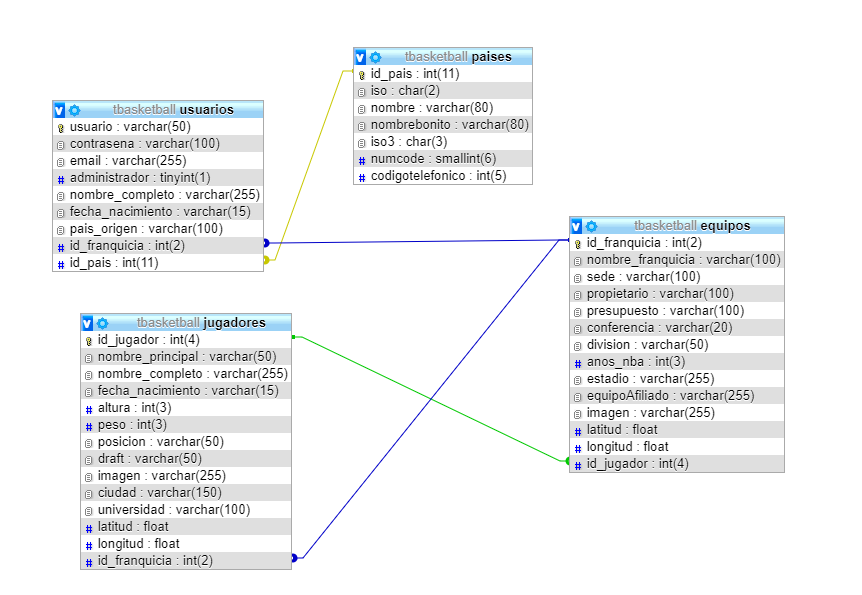 tbasketball paises
id_pais : int(11)
iso : char(2)
nombre : varchar(80)
nombrebonito : varchar(80)
iso3 : char(3)
numcode : smallint(6)
codigotelefonico : int(5)
tbasketball usuarios
usuario : varchar(50)
contrasena : varchar(100)
email : varchar(255)
administrador : tinyint(1)
nombre_completo : varchar(255)
fecha_nacimiento : varchar(15)
pais_origen : varchar(100)
id_franquicia : int(2)
id_pais : int(11)
tbasketball equipos
id_franquicia : int(2)
nombre_franquicia : varchar(100)
sede : varchar(100)
propietario : varchar(100)
presupuesto : varchar(100)
conferencia : varchar(20)
division : varchar(50)
anos_nba : int(3)
estadio : varchar(255)
equipoAfiliado : varchar(255)
imagen : varchar(255)
latitud : float
longitud : float
id_jugador : int(4)
tbasketball jugadores
id_jugador : int(4)
nombre_principal : varchar(50)
nombre_completo : varchar(255)
fecha_nacimiento : varchar(15)
altura : int(3)
peso : int(3)
posicion : varchar(50)
draft : varchar(50)
imagen : varchar(255)
ciudad : varchar(150)
universidad : varchar(100)
latitud : float
longitud : float
id_franquicia : int(2)